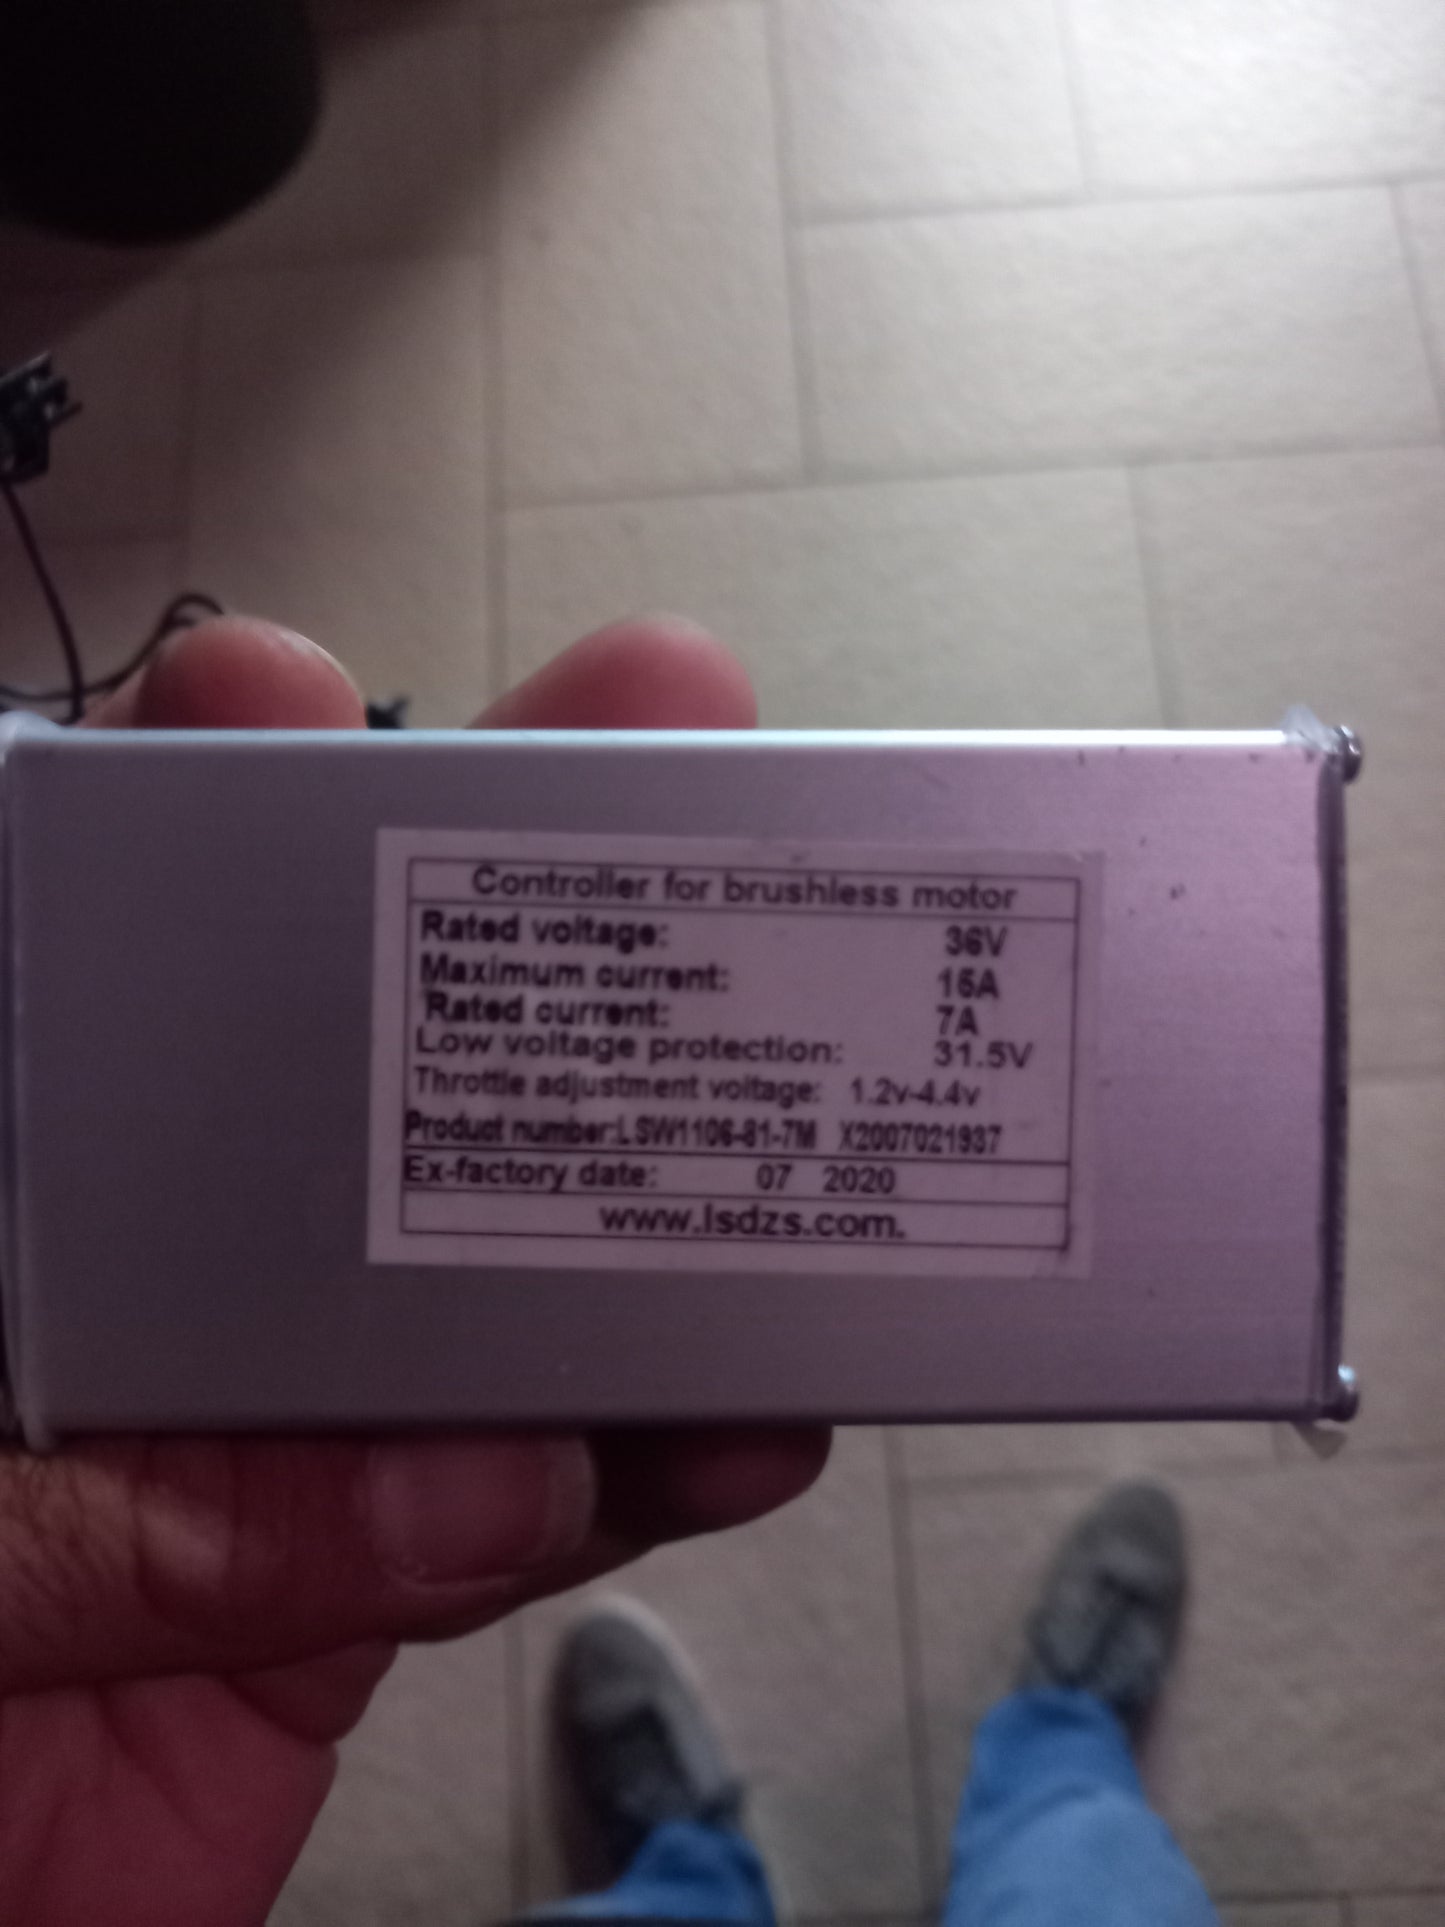 Controller for brushless motor
Rated voltage: 36V
Maximum current: 15A
Rated current: 7A
Low voltage protection: 31.5V
Throttle adjustment voltage: 1.2v-4.4v
Product number:LSW1106-81-7M X2007021937
Ex-factory date: 07 2020
www.lsdzs.com.